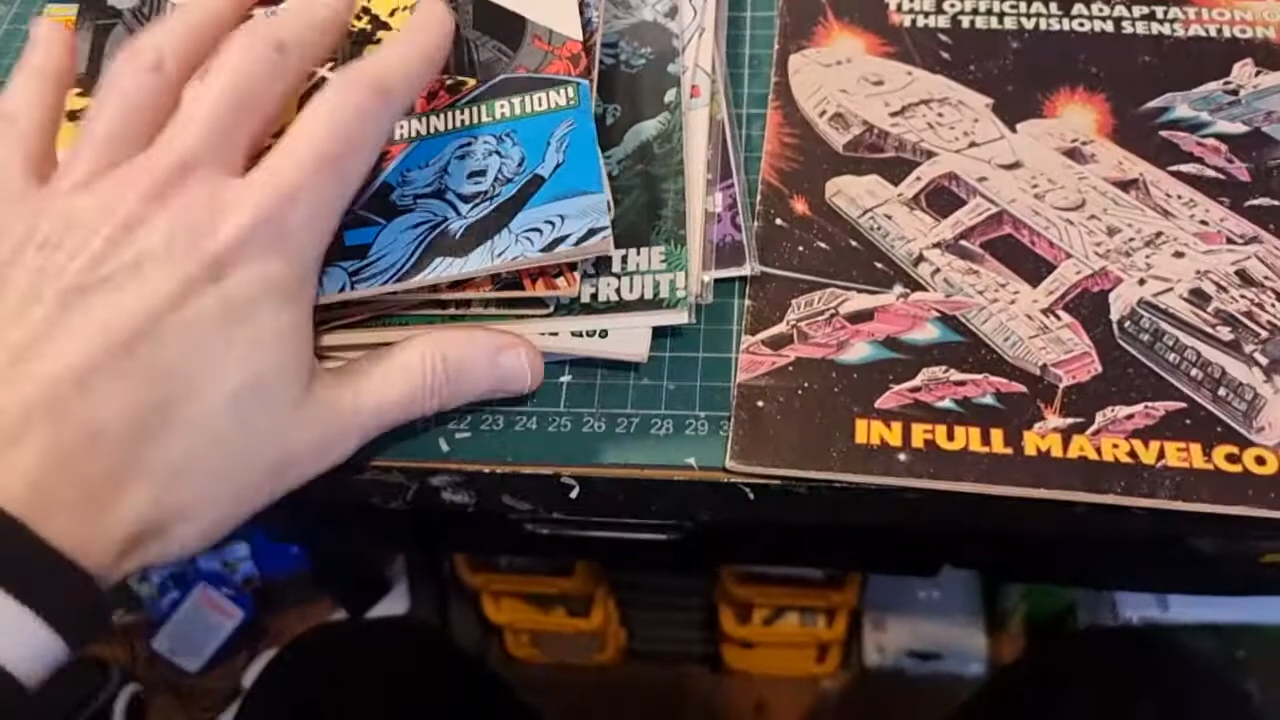 ANNIHILATION!
THE
FRUIT!
22 23 24 25 26 27 28 29
THE OFFICIAL ADAPTATION
THE TELEVISION SENSATION
IN FULL MARVELCO